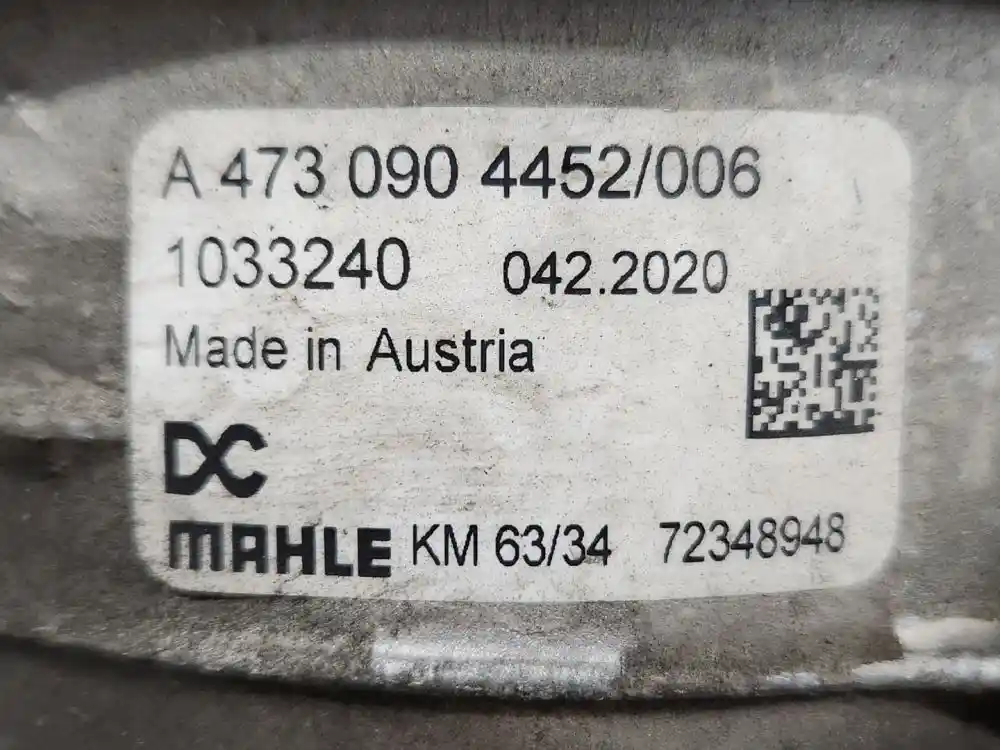 A 473 090 4452/006
1033240 042.2020
Made in Austria
DC
MAHLE KM 63/34 72348948